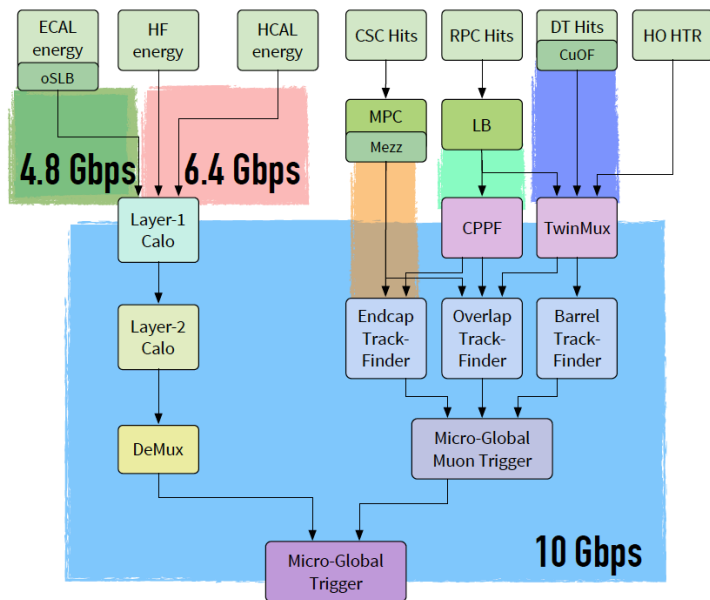 ECAL
energy
oSLB
HF
energy
HCAL
energy
CSC Hits
RPC Hits
DT Hits
CuOF
HO HTR
MPC
Mezz
LB
4.8 Gbps
6.4 Gbps
Layer-1
Calo
CPPF
TwinMux
Layer-2
Calo
Endcap
Track-
Finder
Overlap
Track-
Finder
Barrel
Track-
Finder
DeMux
Micro-Global
Muon Trigger
Micro-Global
Trigger
10 Gbps